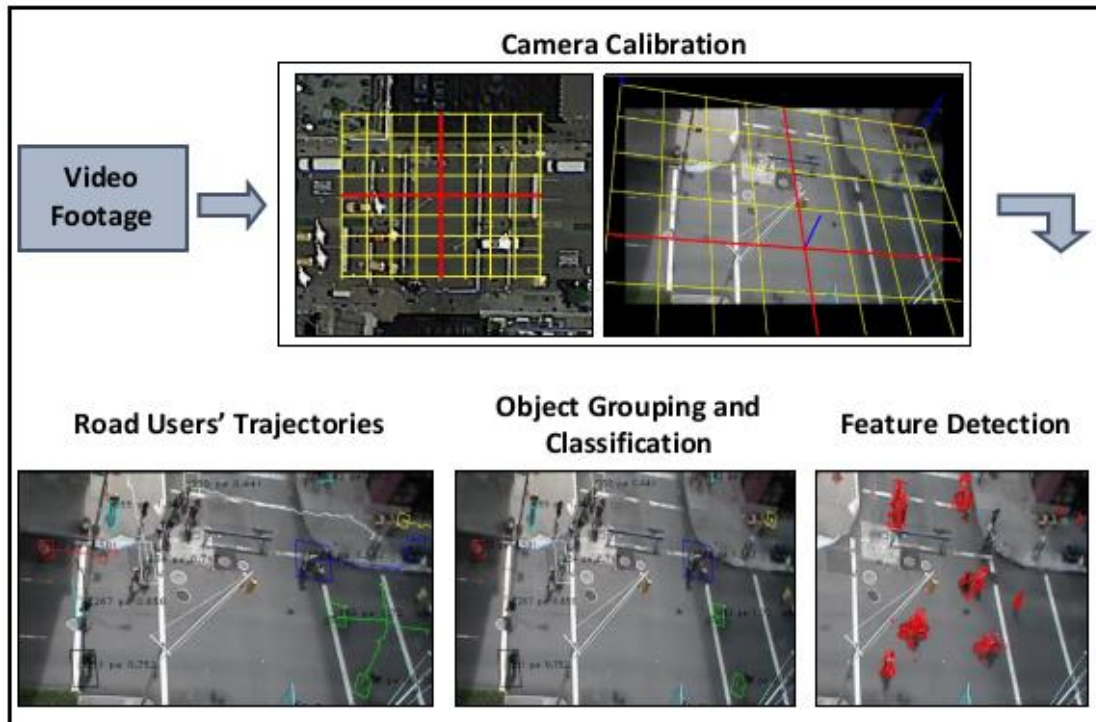 Camera Calibration
Video
Footage
Road Users' Trajectories
Object Grouping and
Classification
Feature Detection